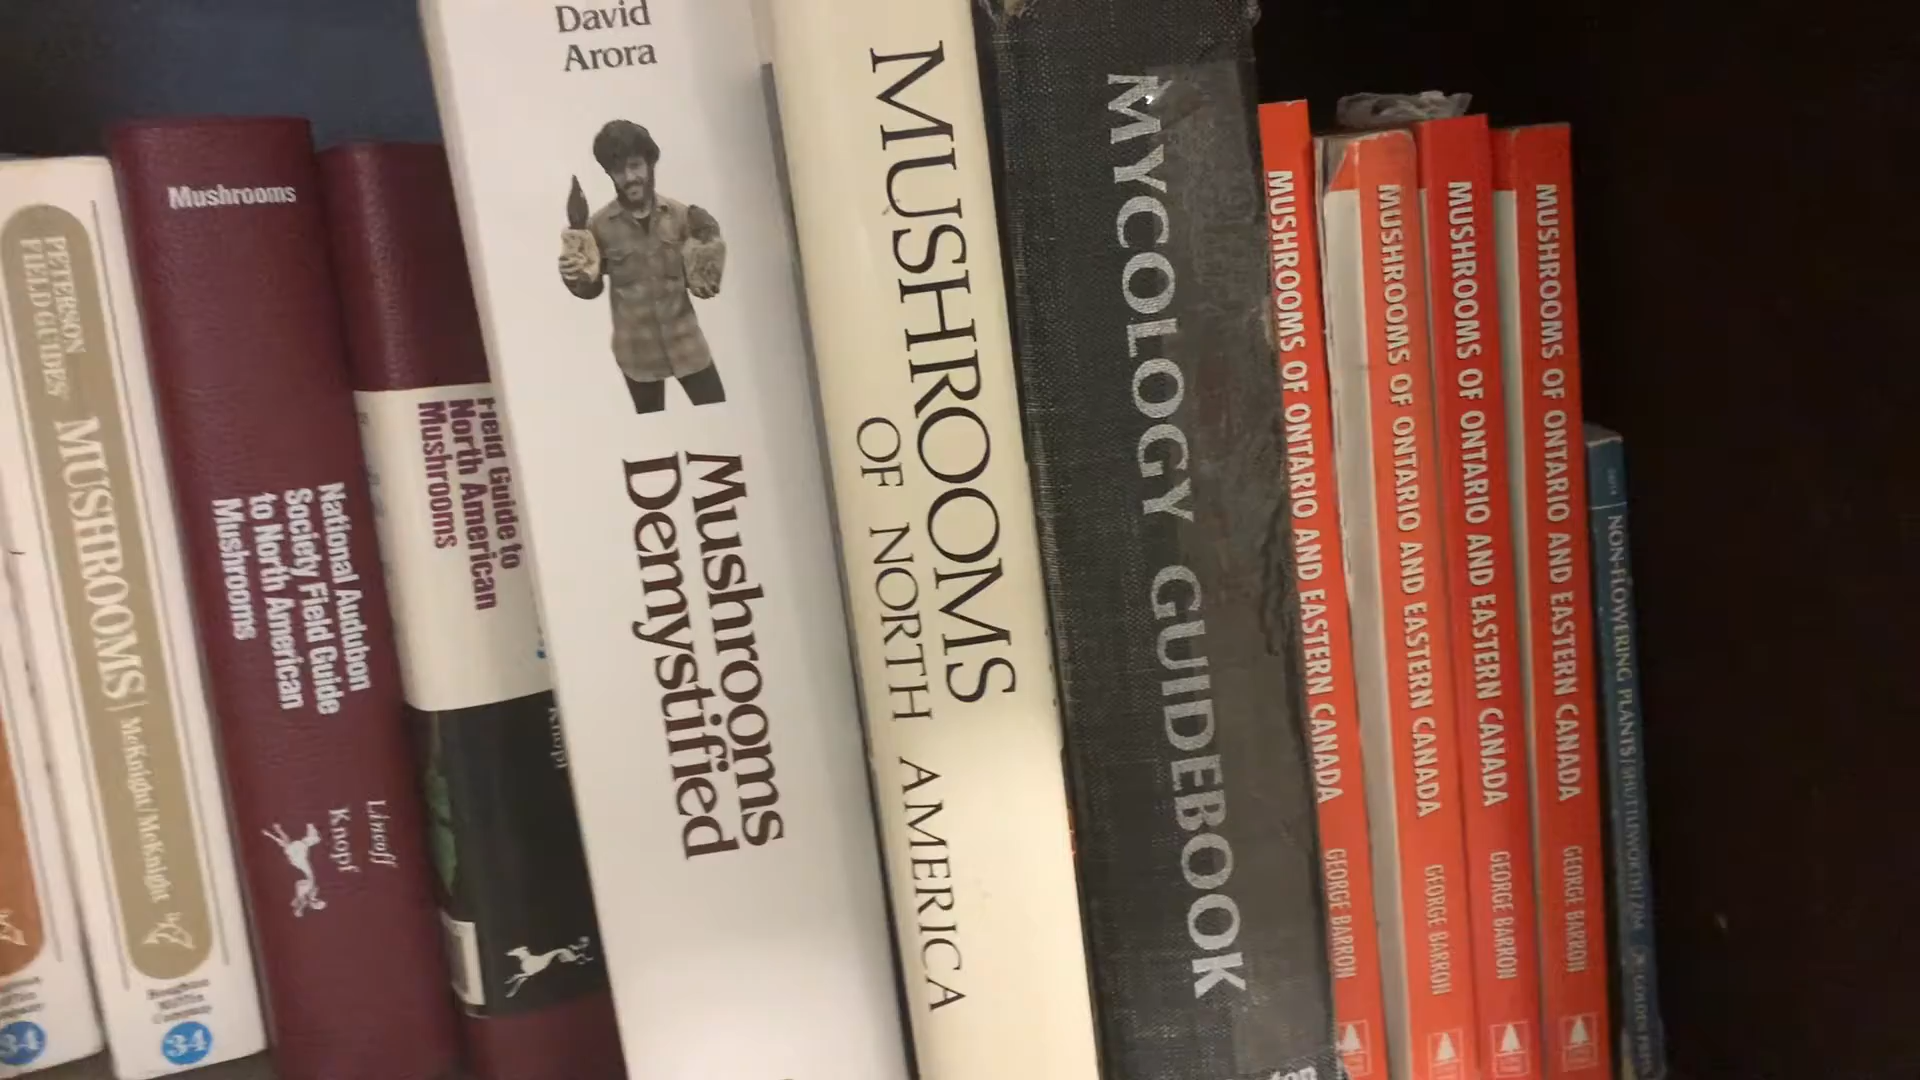 PETERSON
FIELD GUIDES
MUSHROOMS
McKnight/McKnight
34
34
Mushrooms
National Audubon
Society Field Guide
to North American
Mushrooms
Lincoff
Knopf
Field Guide to
North American
Mushrooms
Knopf
David
Arora
Mushrooms
Demystified
MUSHROOMS
OF NORTH AMERICA
MYCOLOGY GUIDEBOOK
MUSHROOMS OF ONTARIO AND EASTERN CANADA
GEORGE BARRON
MUSHROOMS OF ONTARIO AND EASTERN CANADA
GEORGE BARRON
MUSHROOMS OF ONTARIO AND EASTERN CANADA
GEORGE BARRON
MUSHROOMS OF ONTARIO AND EASTERN CANADA
GEORGE BARRON
NON-FLOWERING PLANTS